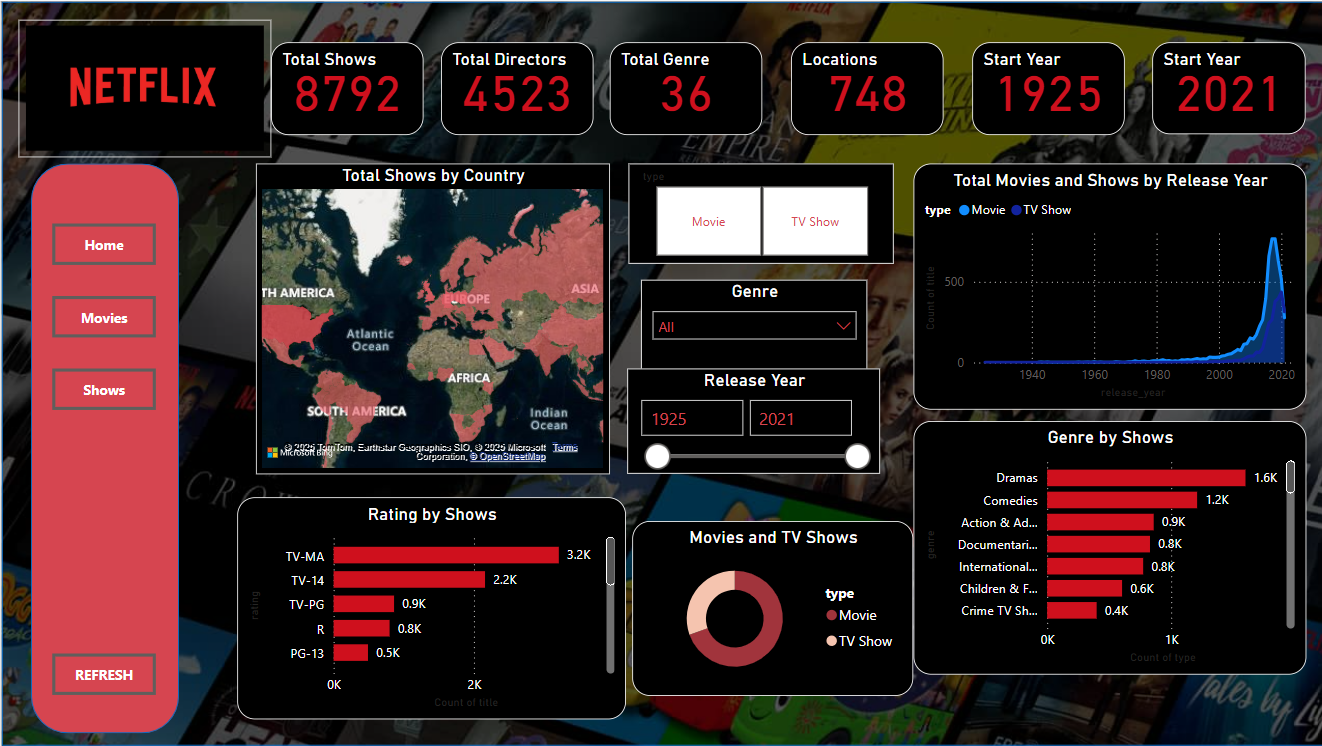 NETFLIX
Total Shows
8792
Total Directors
4523
Total Genre
36
Locations
748
Start Year
1925
Start Year
2021
Home
Movies
Shows
REFRESH
Total Shows by Country
TH AMERICA
EUROPE
ASIA
Atlantic
Ocean
AFRICA
SOUTH AMERICA
Indian
Ocean
© 2025 TomTom, Earthstar Geographics SIO, © 2025 Microsoft Terms
Microsoft Bing
Corporation, © OpenStreetMap
type
Movie
TV Show
Genre
All
Release Year
1925
2021
Total Movies and Shows by Release Year
type Movie TV Show
Count of title
500
0
1940 1960 1980 2000 2020
release_year
Rating by Shows
rating
TV-MA 3.2K
TV-14 2.2K
TV-PG 0.9K
R 0.8K
PG-13 0.5K
0K 2K
Count of title
Movies and TV Shows
type
Movie
TV Show
Genre by Shows
genre
Dramas 1.6K
Comedies 1.2K
Action & Ad... 0.9K
Documentari... 0.8K
International... 0.8K
Children & F... 0.6K
Crime TV Sh... 0.4K
0K 1K
Count of type
EMPIRE
CROW
Tales by Lig